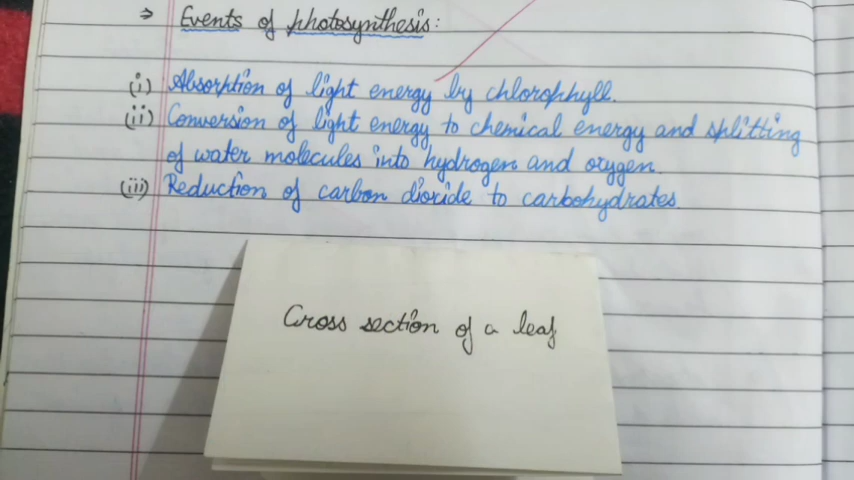 ⇒ Events of photosynthesis:
(i) Absorption of light energy by chlorophyll.
(ii) Conversion of light energy to chemical energy and splitting
of water molecules into hydrogen and oxygen.
(iii) Reduction of carbon dioxide to carbohydrates.
Cross section of a leaf